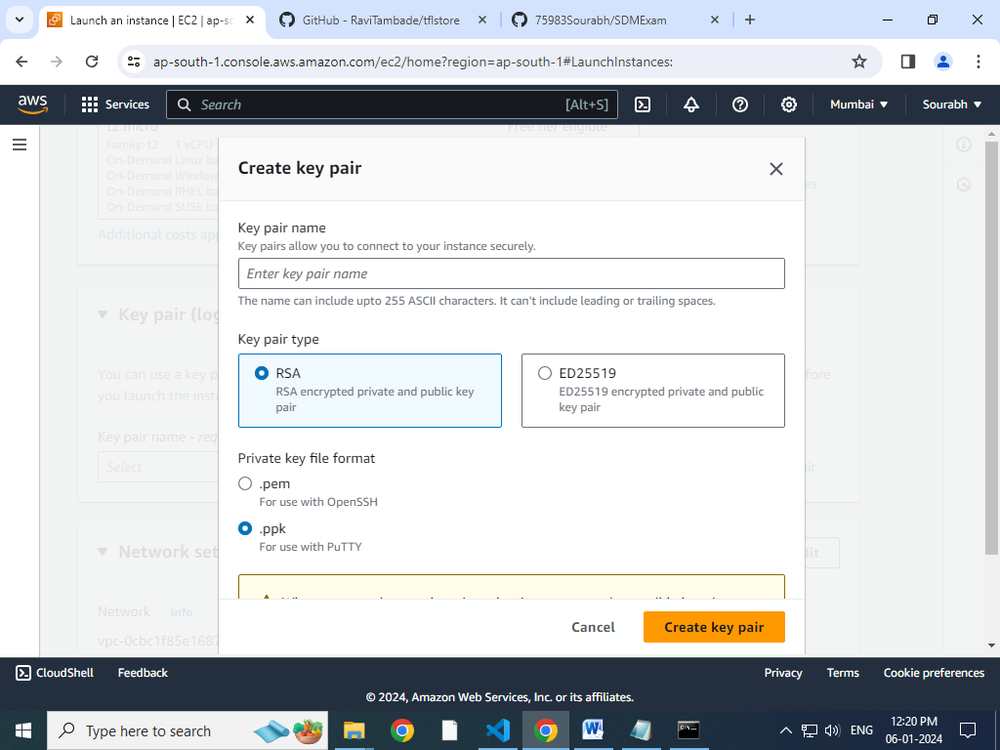 Launch an instance | EC2 | ap-so
GitHub - RaviTambade/tflstore
75983Sourabh/SDMExam
ap-south-1.console.aws.amazon.com/ec2/home?region=ap-south-1#LaunchInstances:
aws
Services
Search
[Alt+S]
Mumbai
Sourabh
t2.micro
Free tier eligible
Family: t2 1 vCPU
On-Demand Linux ba
On-Demand Window
On-Demand RHEL ba
On-Demand SUSE ba
Additional costs app
Create key pair
Key pair name
Key pairs allow you to connect to your instance securely.
Enter key pair name
The name can include upto 255 ASCII characters. It can't include leading or trailing spaces.
Key pair (log
You can use a key p
you launch the insta
Key pair name - req
Select
Key pair type
RSA
RSA encrypted private and public key
pair
ED25519
ED25519 encrypted private and public
key pair
Private key file format
.pem
For use with OpenSSH
.ppk
For use with PuTTY
Network set
Network Info
vpc-0cbc1f85e1687
Cancel
Create key pair
CloudShell
Feedback
Privacy
Terms
Cookie preferences
© 2024, Amazon Web Services, Inc. or its affiliates.
Type here to search
ENG
12:20 PM
06-01-2024